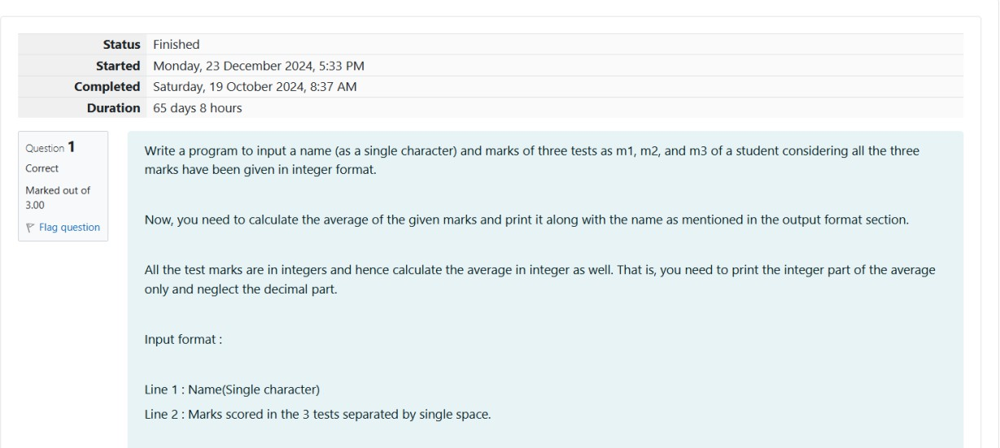 Status Finished
Started Monday, 23 December 2024, 5:33 PM
Completed Saturday, 19 October 2024, 8:37 AM
Duration 65 days 8 hours
Question 1
Correct
Marked out of
3.00
Flag question
Write a program to input a name (as a single character) and marks of three tests as m1, m2, and m3 of a student considering all the three
marks have been given in integer format.
Now, you need to calculate the average of the given marks and print it along with the name as mentioned in the output format section.
All the test marks are in integers and hence calculate the average in integer as well. That is, you need to print the integer part of the average
only and neglect the decimal part.
Input format :
Line 1 : Name(Single character)
Line 2 : Marks scored in the 3 tests separated by single space.